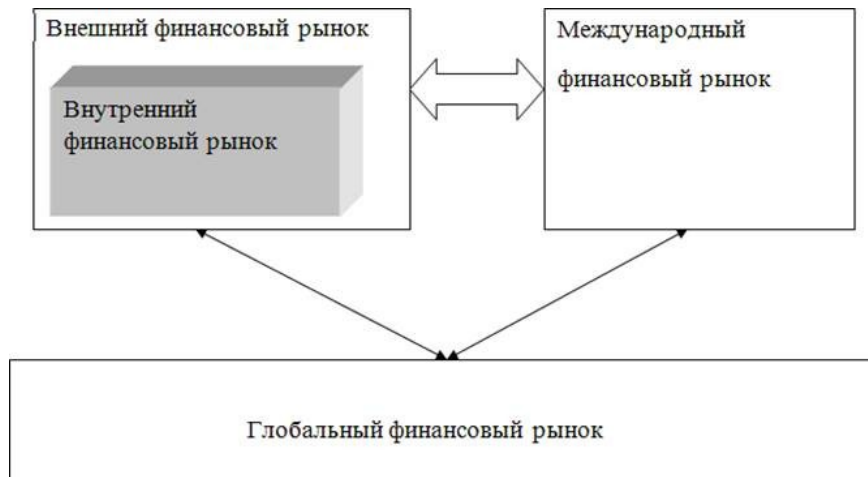 Внешний финансовый рынок
Внутренний
финансовый рынок
Международный
финансовый рынок
Глобальный финансовый рынок